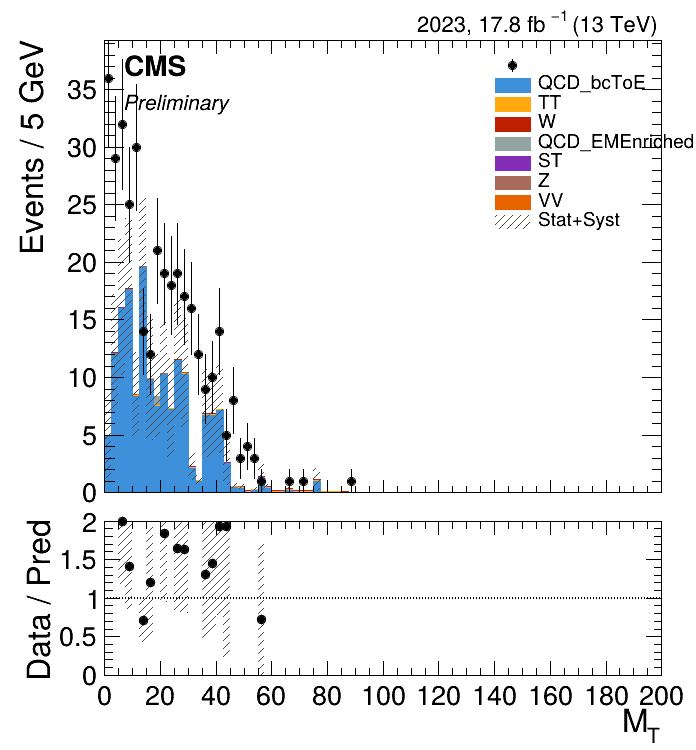 2023, 17.8 fb⁻¹ (13 TeV)
Events / 5 GeV
35
30
25
20
15
10
5
0
CMS
Preliminary
QCD_bcToE
TT
W
QCD_EMEnriched
ST
Z
VV
Stat+Syst
Data / Pred
2
1.5
1
0.5
0
0 20 40 60 80 100 120 140 160 180 200
M_T